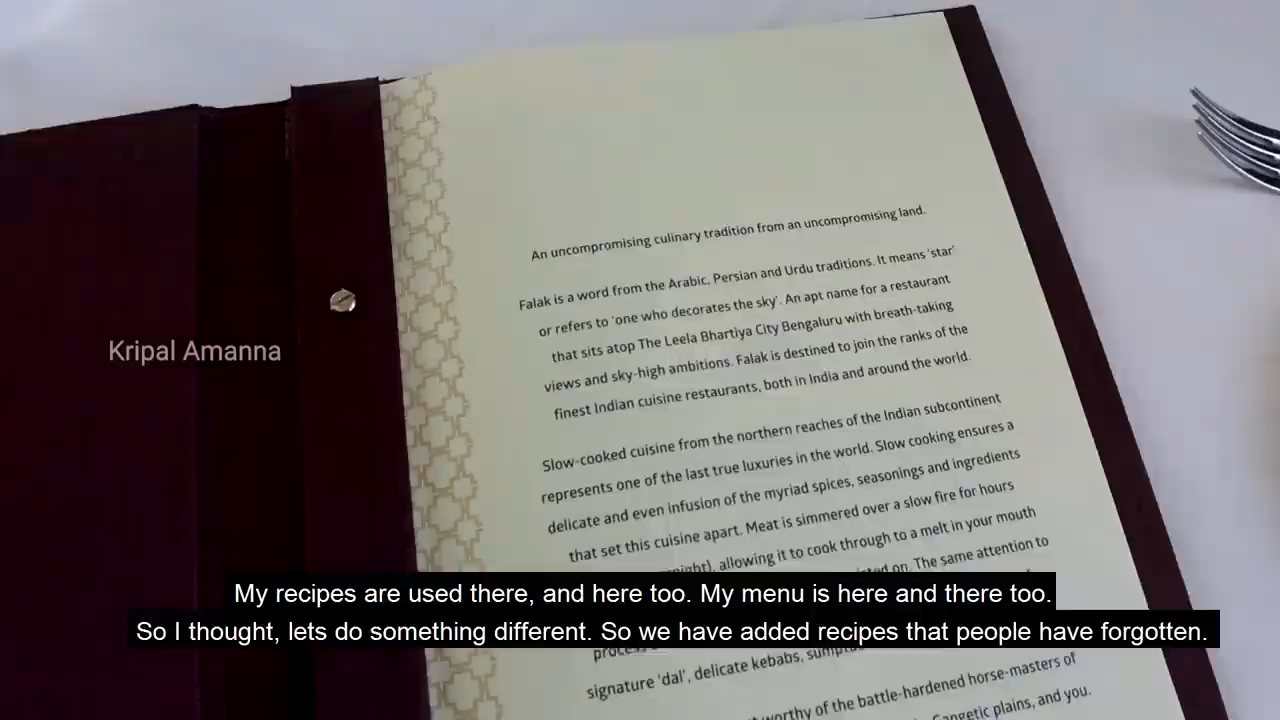 An uncompromising culinary tradition from an uncompromising land.
Falak is a word from the Arabic, Persian and Urdu traditions. It means 'star'
or refers to 'one who decorates the sky'. An apt name for a restaurant
that sits atop The Leela Bhartiya City Bengaluru with breath-taking
views and sky-high ambitions. Falak is destined to join the ranks of the
finest Indian cuisine restaurants, both in India and around the world.
Slow-cooked cuisine from the northern reaches of the Indian subcontinent
represents one of the last true luxuries in the world. Slow cooking ensures a
delicate and even infusion of the myriad spices, seasonings and ingredients
that set this cuisine apart. Meat is simmered over a slow fire for hours
allowing it to cook through to a melt in your mouth
on. The same attention to
signature 'dal', delicate kebabs,
worthy of the battle-hardened horse-masters of
Gangetic plains, and you.
Kripal Amanna
My recipes are used there, and here too. My menu is here and there too.
So I thought, lets do something different. So we have added recipes that people have forgotten.